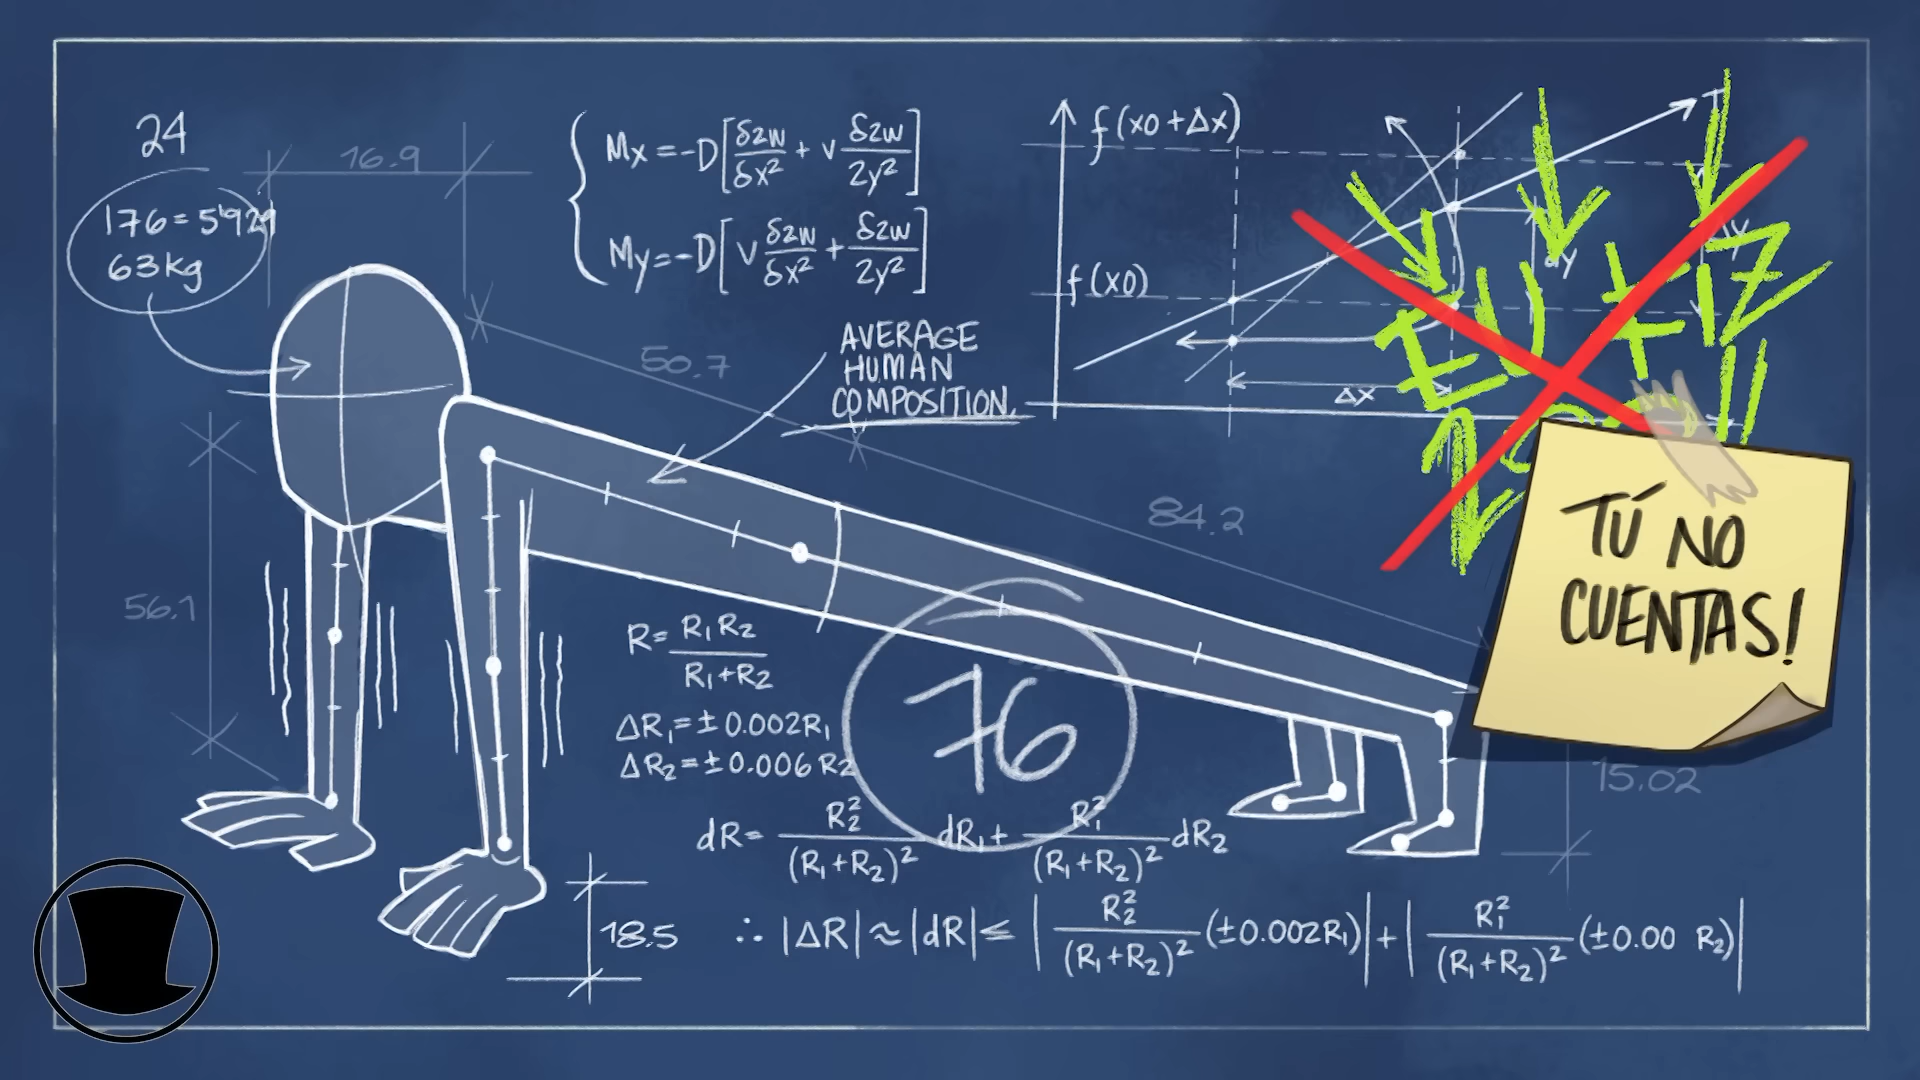 24
176=5'929
63kg
16.9
Mx=-D[δ2w/δx² + v δ2w/2y²]
My=-D[v δ2w/δx² + δ2w/2y²]
f(x0+Δx)
f(x0)
dy
Δy
Δx
AVERAGE
HUMAN
COMPOSITION.
50.7
84.2
56.1
TÚ NO
CUENTAS!
R= R₁R₂/R₁+R₂
ΔR₁=±0.002R₁
ΔR₂=±0.006R₂
76
15.02
dR= R₂²/(R₁+R₂)² dR₁+ R₁²/(R₁+R₂)² dR₂
18.5
∴ |ΔR|≈|dR|≤ |R₂²/(R₁+R₂)² (±0.002R₁)|+|R₁²/(R₁+R₂)² (±0.00 R₂)|